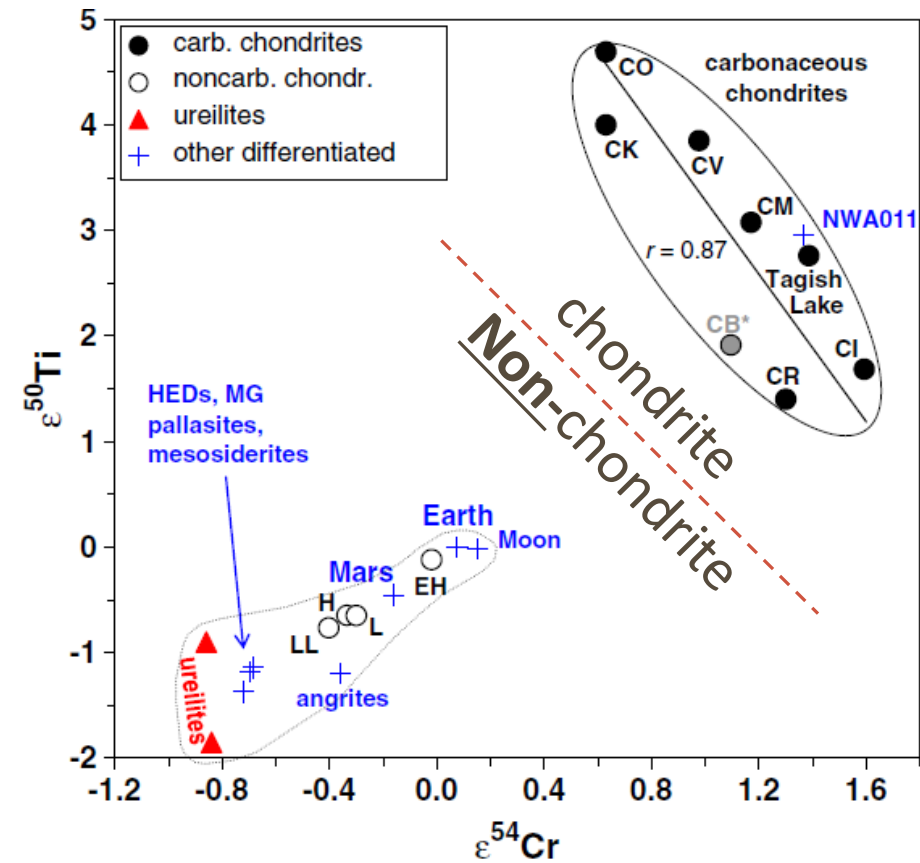 5
4
3
2
1
0
-1
-2
ε⁵⁰Ti
carb. chondrites
noncarb. chondr.
ureilites
other differentiated
CO
carbonaceous
chondrites
CK
CV
CM
NWA011
r = 0.87
Tagish
Lake
CB*
CI
CR
chondrite
Non-chondrite
HEDs, MG
pallasites,
mesosiderites
Earth
Moon
Mars
EH
H
L
LL
angrites
ureilites
-1.2 -0.8 -0.4 0.0 0.4 0.8 1.2 1.6
ε⁵⁴Cr